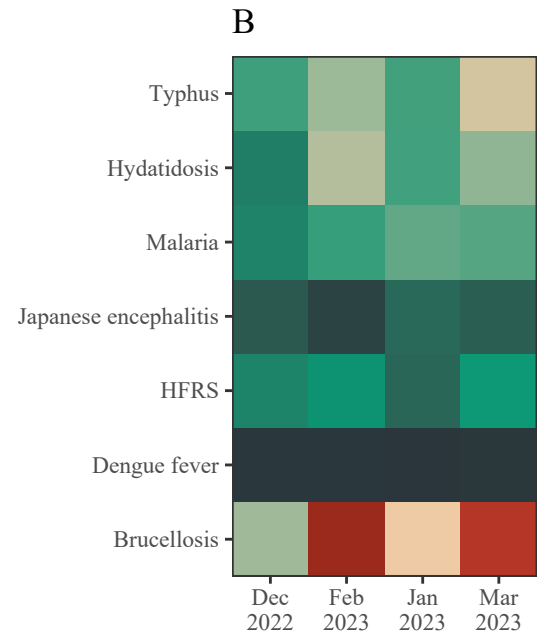 B
Typhus
Hydatidosis
Malaria
Japanese encephalitis
HFRS
Dengue fever
Brucellosis
Dec Feb Jan Mar
2022 2023 2023 2023